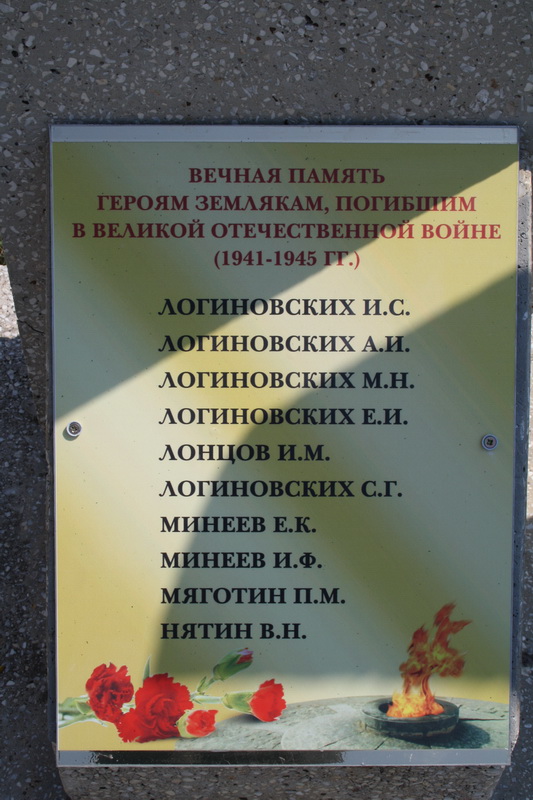 ВЕЧНАЯ ПАМЯТЬ
ГЕРОЯМ ЗЕМЛЯКАМ, ПОГИБШИМ
В ВЕЛИКОЙ ОТЕЧЕСТВЕННОЙ ВОЙНЕ
(1941-1945 ГГ.)
ЛОГИНОВСКИХ И.С.
ЛОГИНОВСКИХ А.И.
ЛОГИНОВСКИХ М.Н.
ЛОГИНОВСКИХ Е.И.
ЛОНЦОВ И.М.
ЛОГИНОВСКИХ С.Г.
МИНЕЕВ Е.К.
МИНЕЕВ И.Ф.
МЯГОТИН П.М.
НЯТИН В.Н.